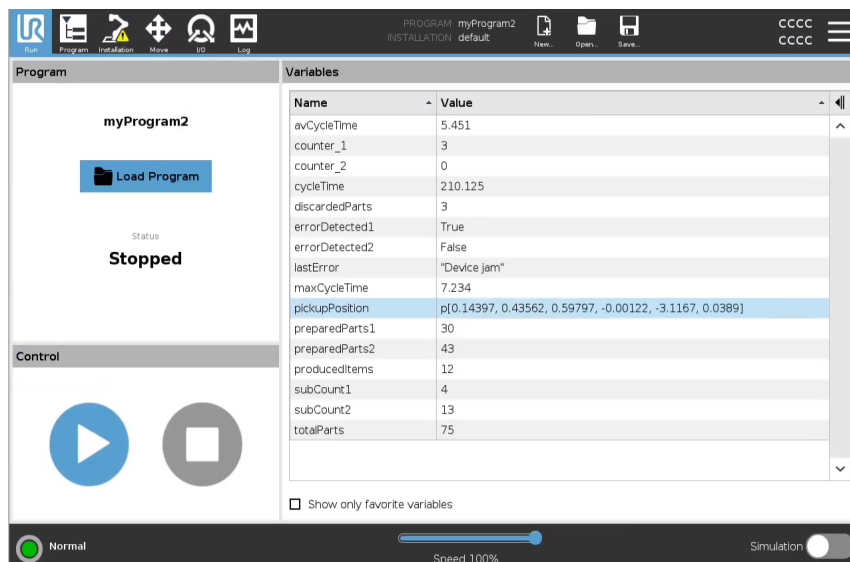 UR
PROGRAM myProgram2
INSTALLATION default
CCCC
CCCC
Run Program Installation Move I/O Log New... Open... Save...
Program
myProgram2
Load Program
Status
Stopped
Control
Variables
Name Value
avCycleTime 5.451
counter_1 3
counter_2 0
cycleTime 210.125
discardedParts 3
errorDetected1 True
errorDetected2 False
lastError "Device jam"
maxCycleTime 7.234
pickupPosition p[0.14397, 0.43562, 0.59797, -0.00122, -3.1167, 0.0389]
preparedParts1 30
preparedParts2 43
producedItems 12
subCount1 4
subCount2 13
totalParts 75
Show only favorite variables
Normal
Speed 100%
Simulation